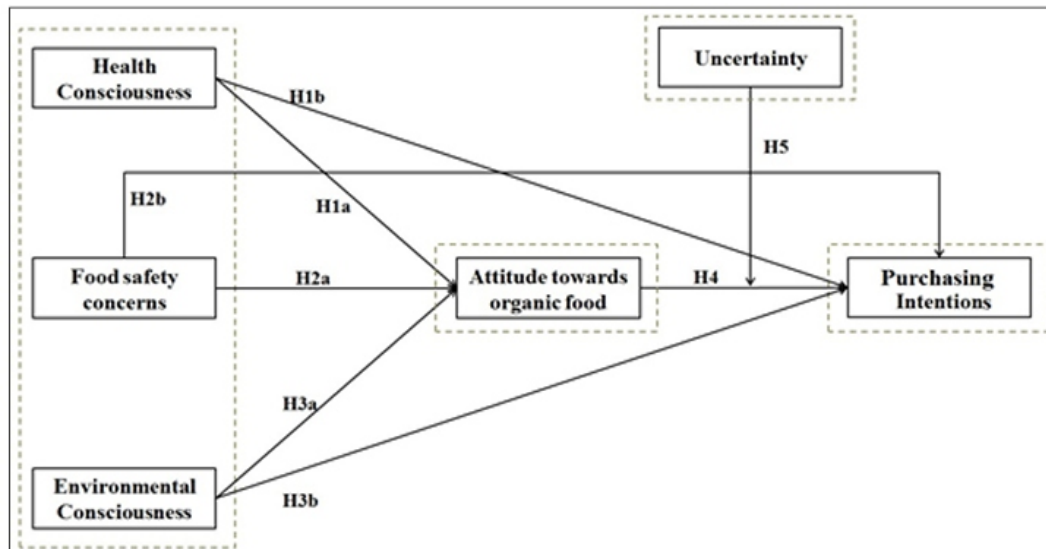 Health
Consciousness
Uncertainty
H1b
H5
H2b
H1a
Food safety
concerns
H2a
Attitude towards
organic food
H4
Purchasing
Intentions
H3a
Environmental
Consciousness
H3b